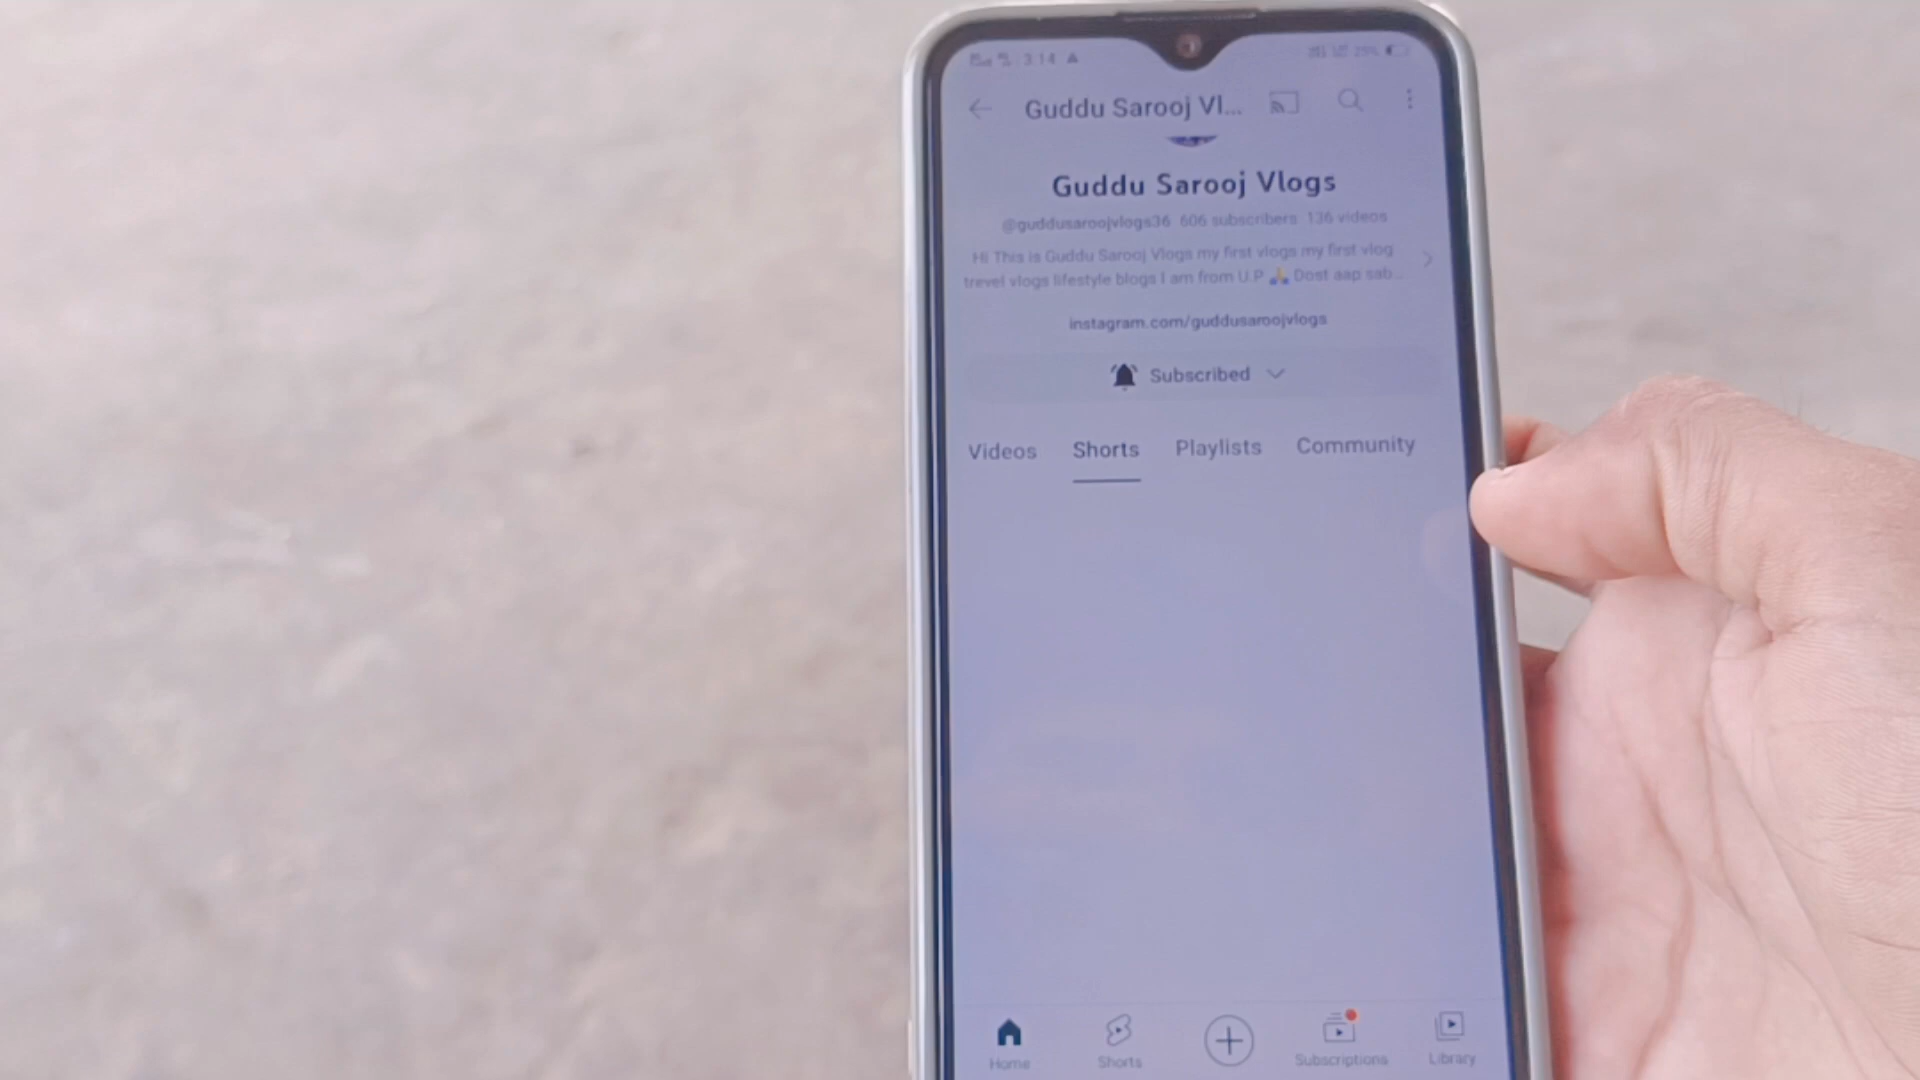 3:14
Guddu Sarooj Vl...
Guddu Sarooj Vlogs
@guddusaroojvlogs36 606 subscribers 136 videos
Hi This is Guddu Sarooj Vlogs my first vlogs my first vlog
trevel vlogs lifestyle blogs I am from U.P 🙏 Dost aap sab...
instagram.com/guddusaroojvlogs
Subscribed
Videos Shorts Playlists Community
Home Shorts Subscriptions Library